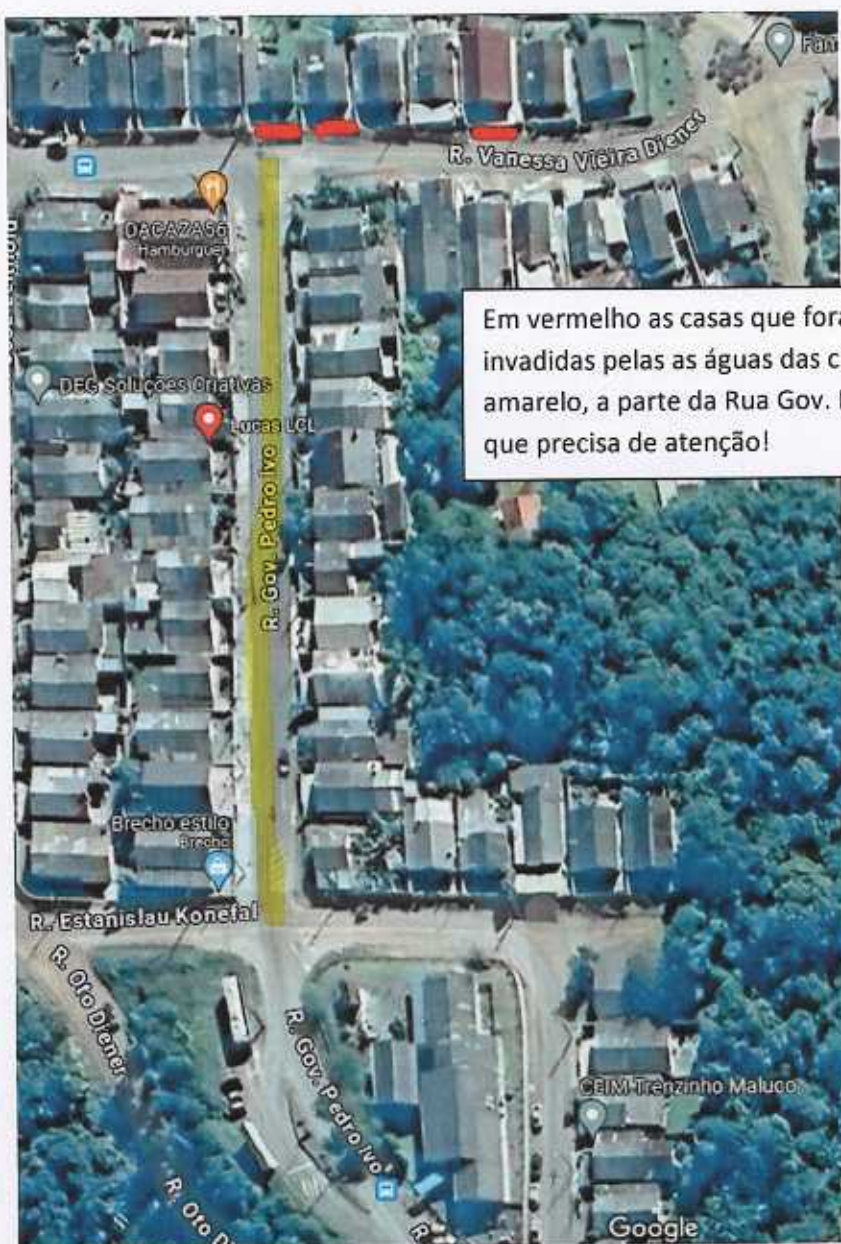 Fam
R. Vanessa Vieira Diener
DACAZA56
Hamburguer
Em vermelho as casas que fora
invadidas pelas as águas das c
amarelo, a parte da Rua Gov. 
que precisa de atenção!
DEG Soluções Criativas
Lucas LCL
R. Gov. Pedro Ivo
Brecho estilo
Brecho
R. Estanislau Konefal
R. Oto Diener
R. Gov. Pedro Ivo
CEIM Trenzinho Maluco
R. Oto D
R
Google